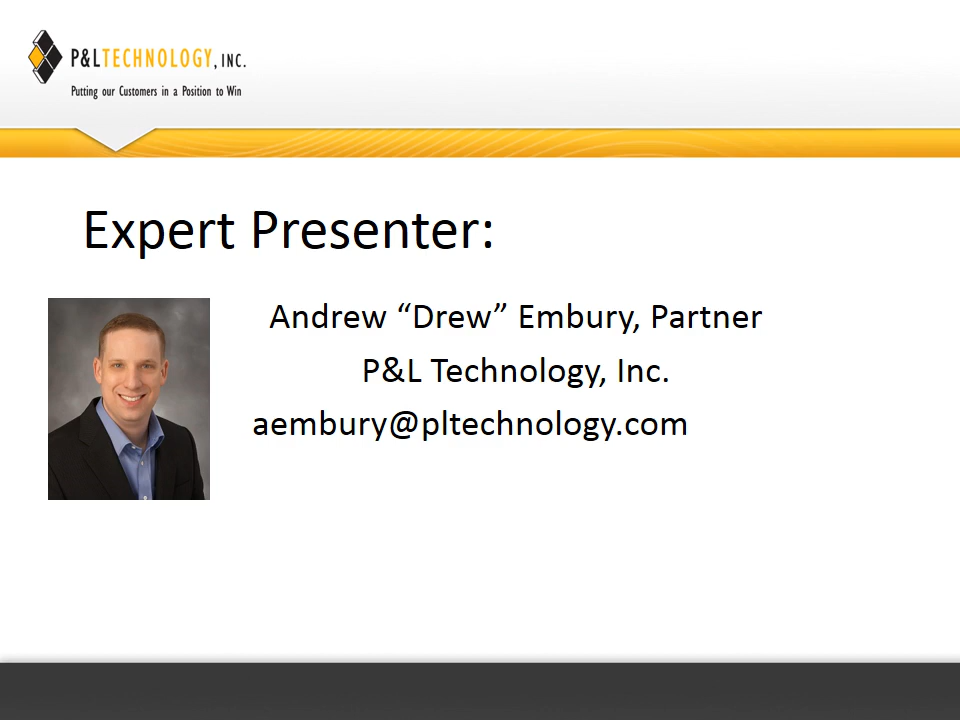 P&LTECHNOLOGY, INC.
Putting our Customers in a Position to Win
Expert Presenter:
Andrew “Drew” Embury, Partner
P&L Technology, Inc.
aembury@pltechnology.com